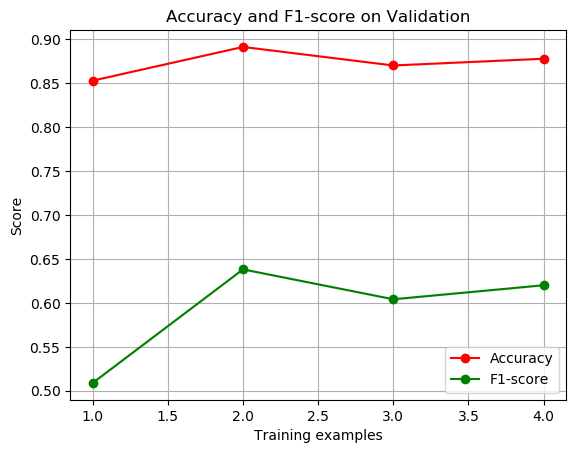 Accuracy and F1-score on Validation
0.90
0.85
0.80
0.75
0.70
0.65
0.60
0.55
0.50
Score
Accuracy
F1-score
1.0 1.5 2.0 2.5 3.0 3.5 4.0
Training examples